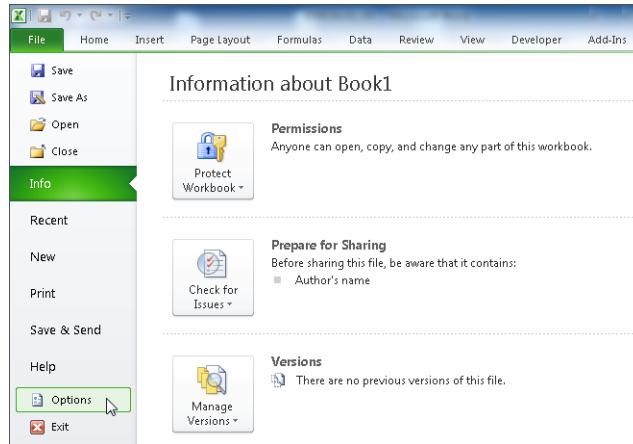 File Home Insert Page Layout Formulas Data Review View Developer Add-Ins
Save
Save As
Open
Close
Info
Recent
New
Print
Save & Send
Help
Options
Exit
Information about Book1
Protect
Workbook
Permissions
Anyone can open, copy, and change any part of this workbook.
Check for
Issues
Prepare for Sharing
Before sharing this file, be aware that it contains:
Author's name
Manage
Versions
Versions
There are no previous versions of this file.